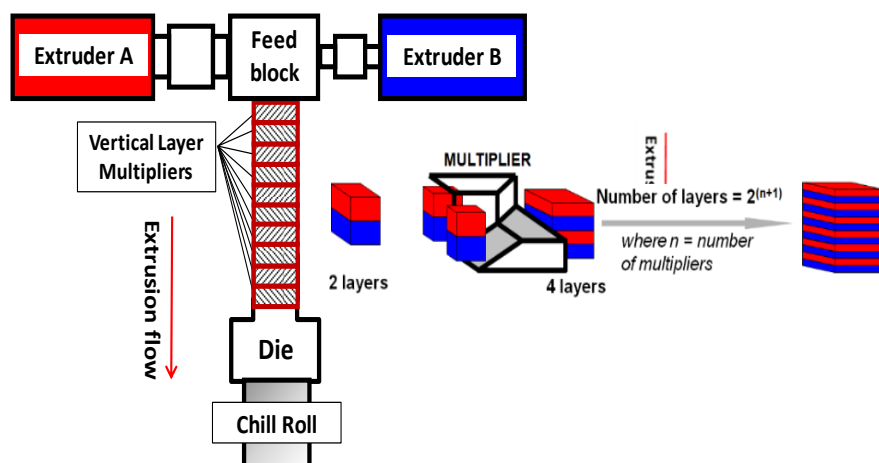 Extruder A
Feed
block
Extruder B
Vertical Layer
Multipliers
Extrusion flow
2 layers
MULTIPLIER
4 layers
Extrus
Number of layers = 2^(n+1)
where n = number
of multipliers
Die
Chill Roll